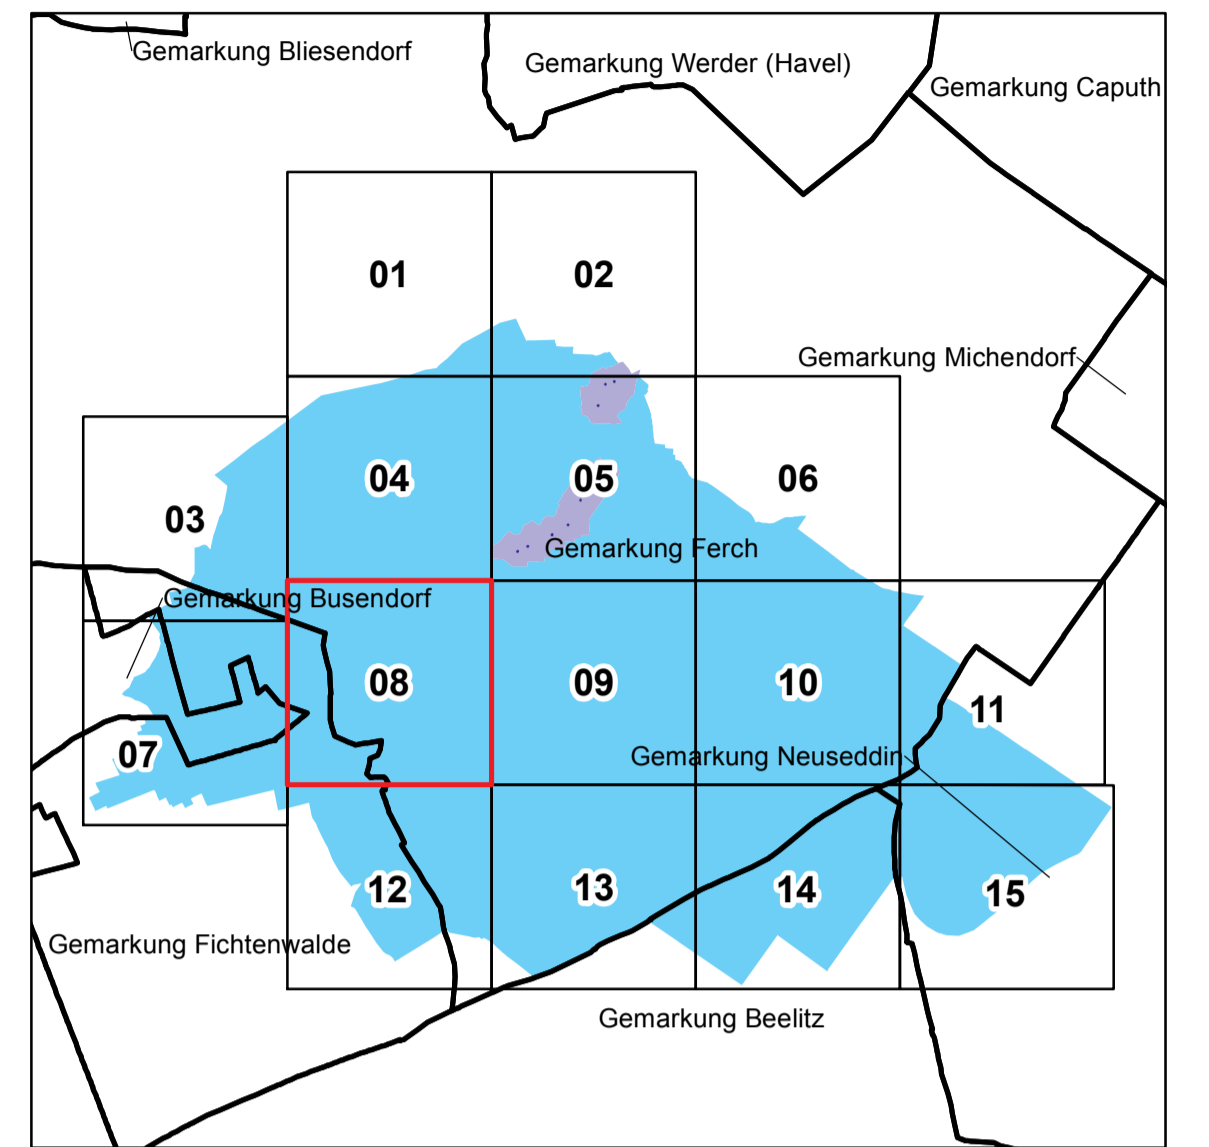 Gemarkung Bliesendorf
Gemarkung Werder (Havel)
Gemarkung Caputh
01
02
Gemarkung Michendorf
03
04
05
06
Gemarkung Ferch
Gemarkung Busendorf
07
08
09
10
11
Gemarkung Neuseddin
12
13
14
15
Gemarkung Fichtenwalde
Gemarkung Beelitz